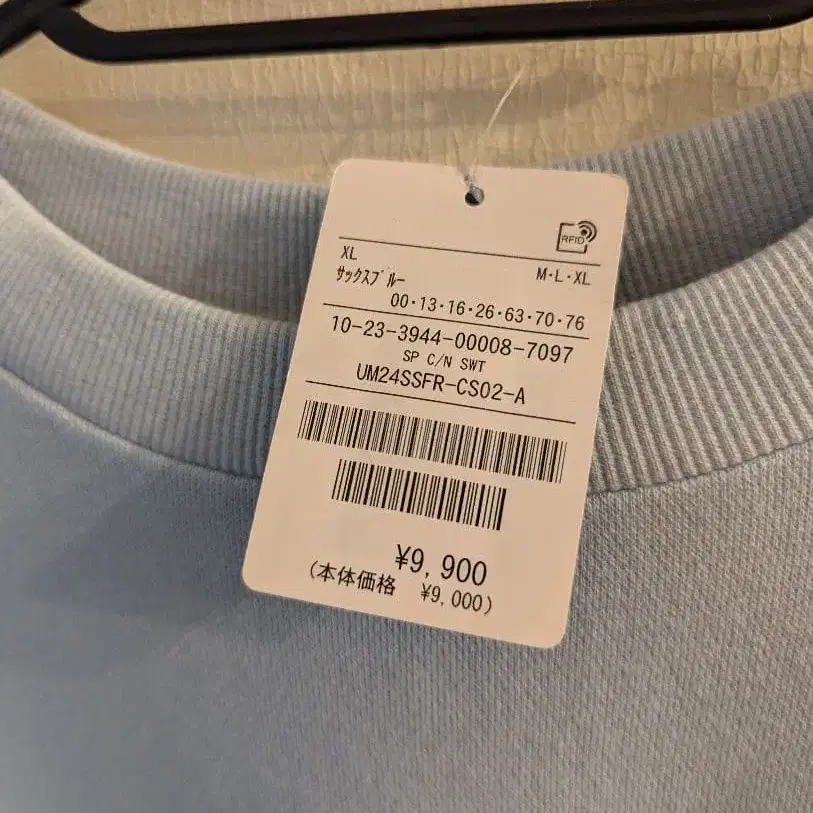 RFID
XL
M・L・XL
サックスブルー
00・13・16・26・63・70・76
10-23-3944-00008-7097
SP C/N SWT
UM24SSFR-CS02-A
¥9,900
(本体価格 ¥9,000)